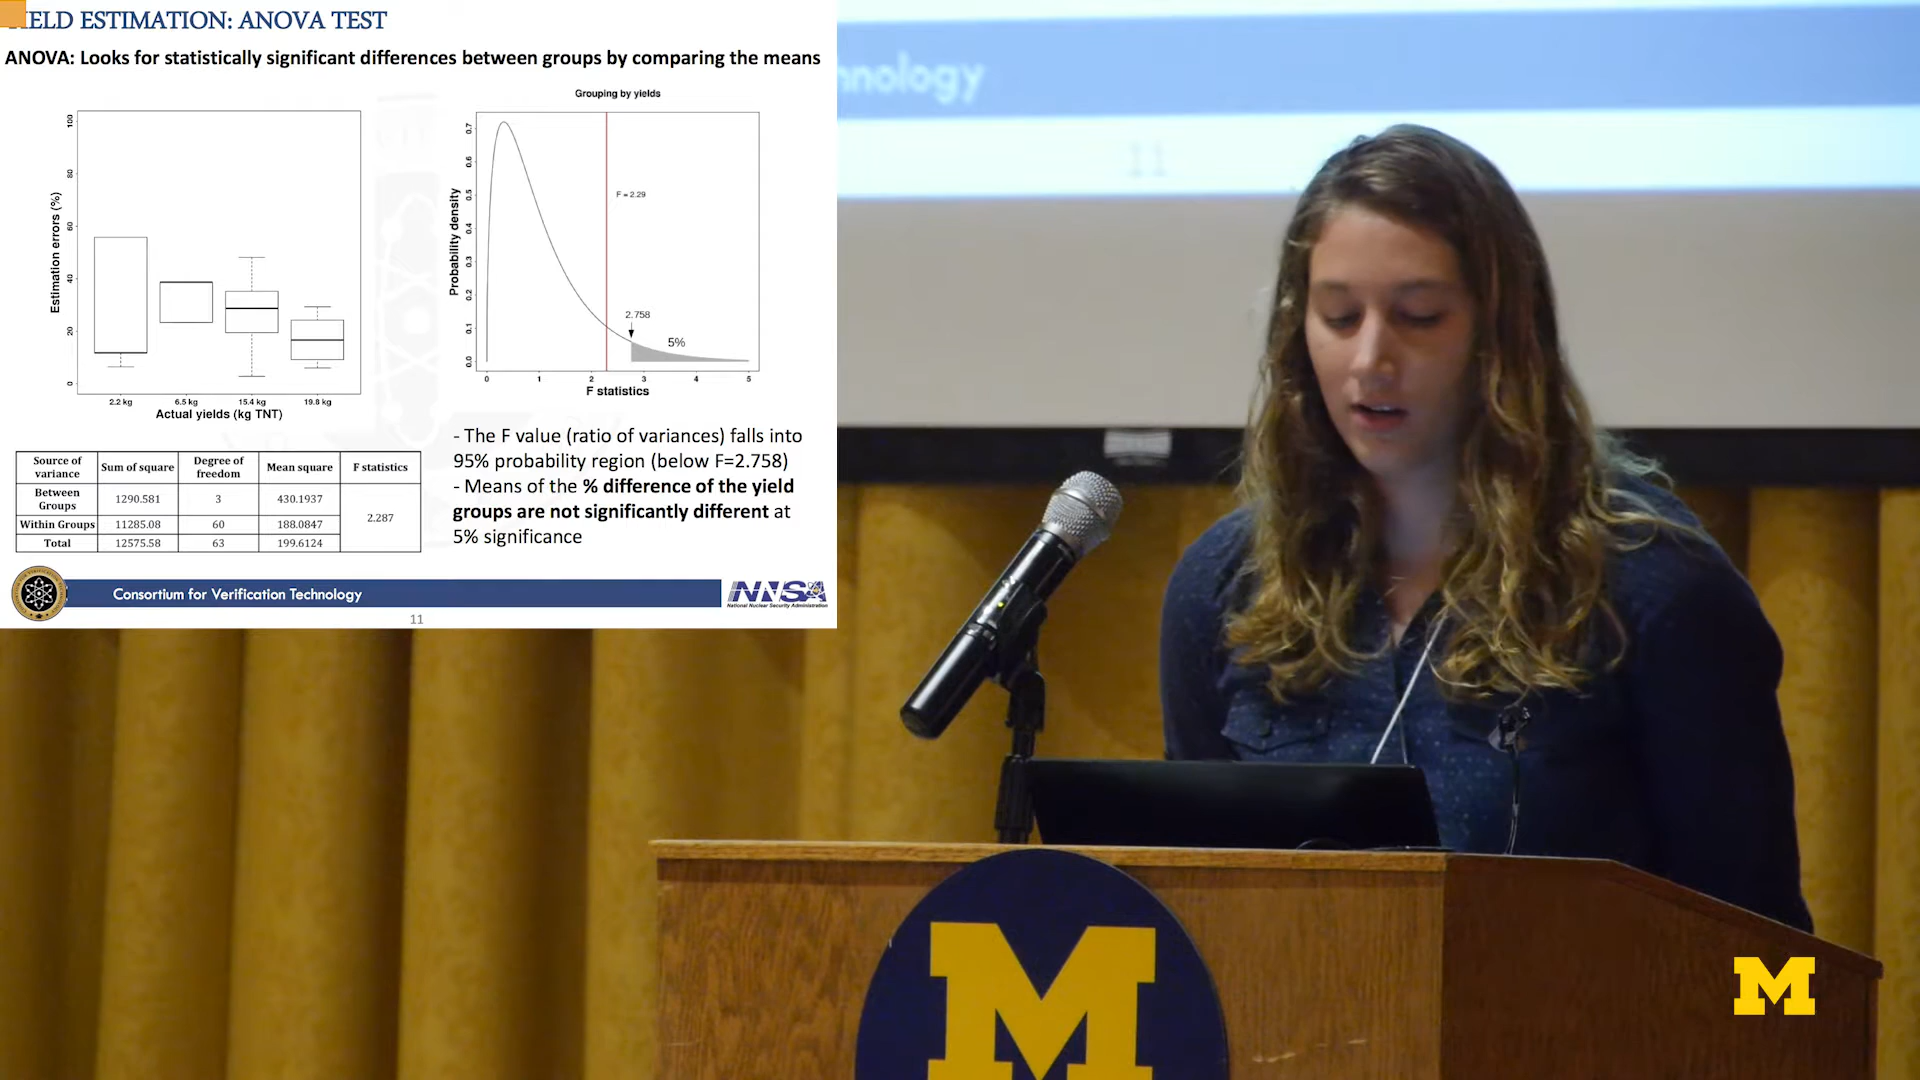 YIELD ESTIMATION: ANOVA TEST
ANOVA: Looks for statistically significant differences between groups by comparing the means
Estimation errors (%)
100
80
60
40
20
0
2.2 kg 6.5 kg 15.4 kg 19.8 kg
Actual yields (kg TNT)
Grouping by yields
Probability density
0.7
0.6
0.5
0.4
0.3
0.2
0.1
0.0
F = 2.29
2.758
5%
0 1 2 3 4 5
F statistics
Source of variance Sum of square Degree of freedom Mean square F statistics
Between Groups 1290.581 3 430.1937 2.287
Within Groups 11285.08 60 188.0847
Total 12575.58 63 199.6124
- The F value (ratio of variances) falls into
95% probability region (below F=2.758)
- Means of the % difference of the yield
groups are not significantly different at
5% significance
Consortium for Verification Technology
NNSA
National Nuclear Security Administration
11
nology
11
M
M